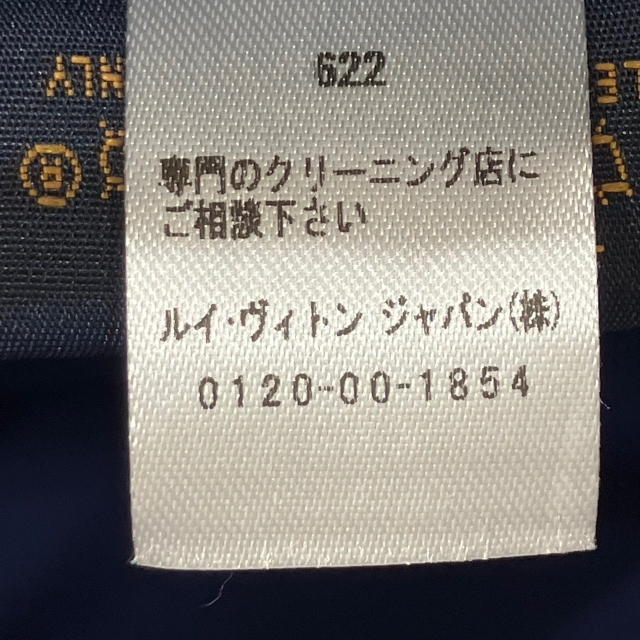 622
専門のクリーニング店に
ご相談下さい
ルイ・ヴィトン ジャパン(株)
0120-00-1854